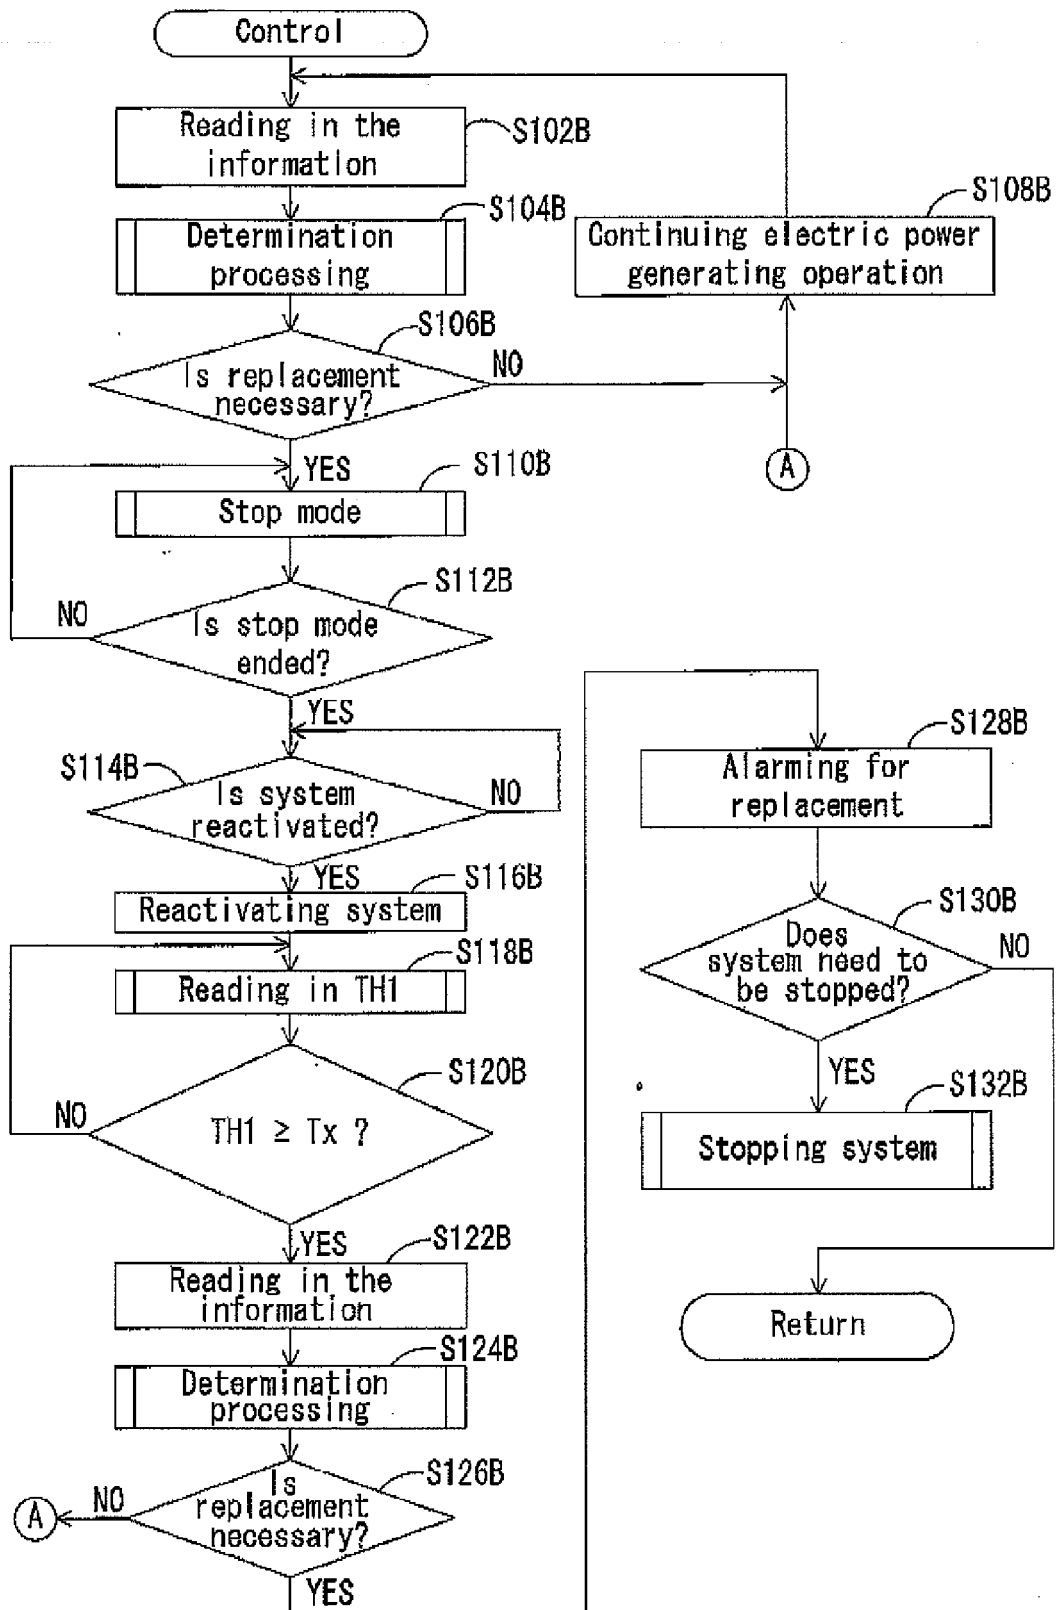 Control
Reading in the
information
S102B
Determination
processing
S104B
Continuing electric power
generating operation
S108B
S106B
Is replacement
necessary?
NO
A
YES
S110B
Stop mode
S112B
NO
Is stop mode
ended?
YES
S114B
Is system
reactivated?
NO
YES
S116B
Reactivating system
S118B
Reading in TH1
S120B
NO
TH1 ≥ Tx ?
YES
S122B
Reading in the
information
S124B
Determination
processing
S126B
Is
replacement
necessary?
NO
A
YES
S128B
Alarming for
replacement
S130B
Does
system need to
be stopped?
NO
YES
S132B
Stopping system
Return